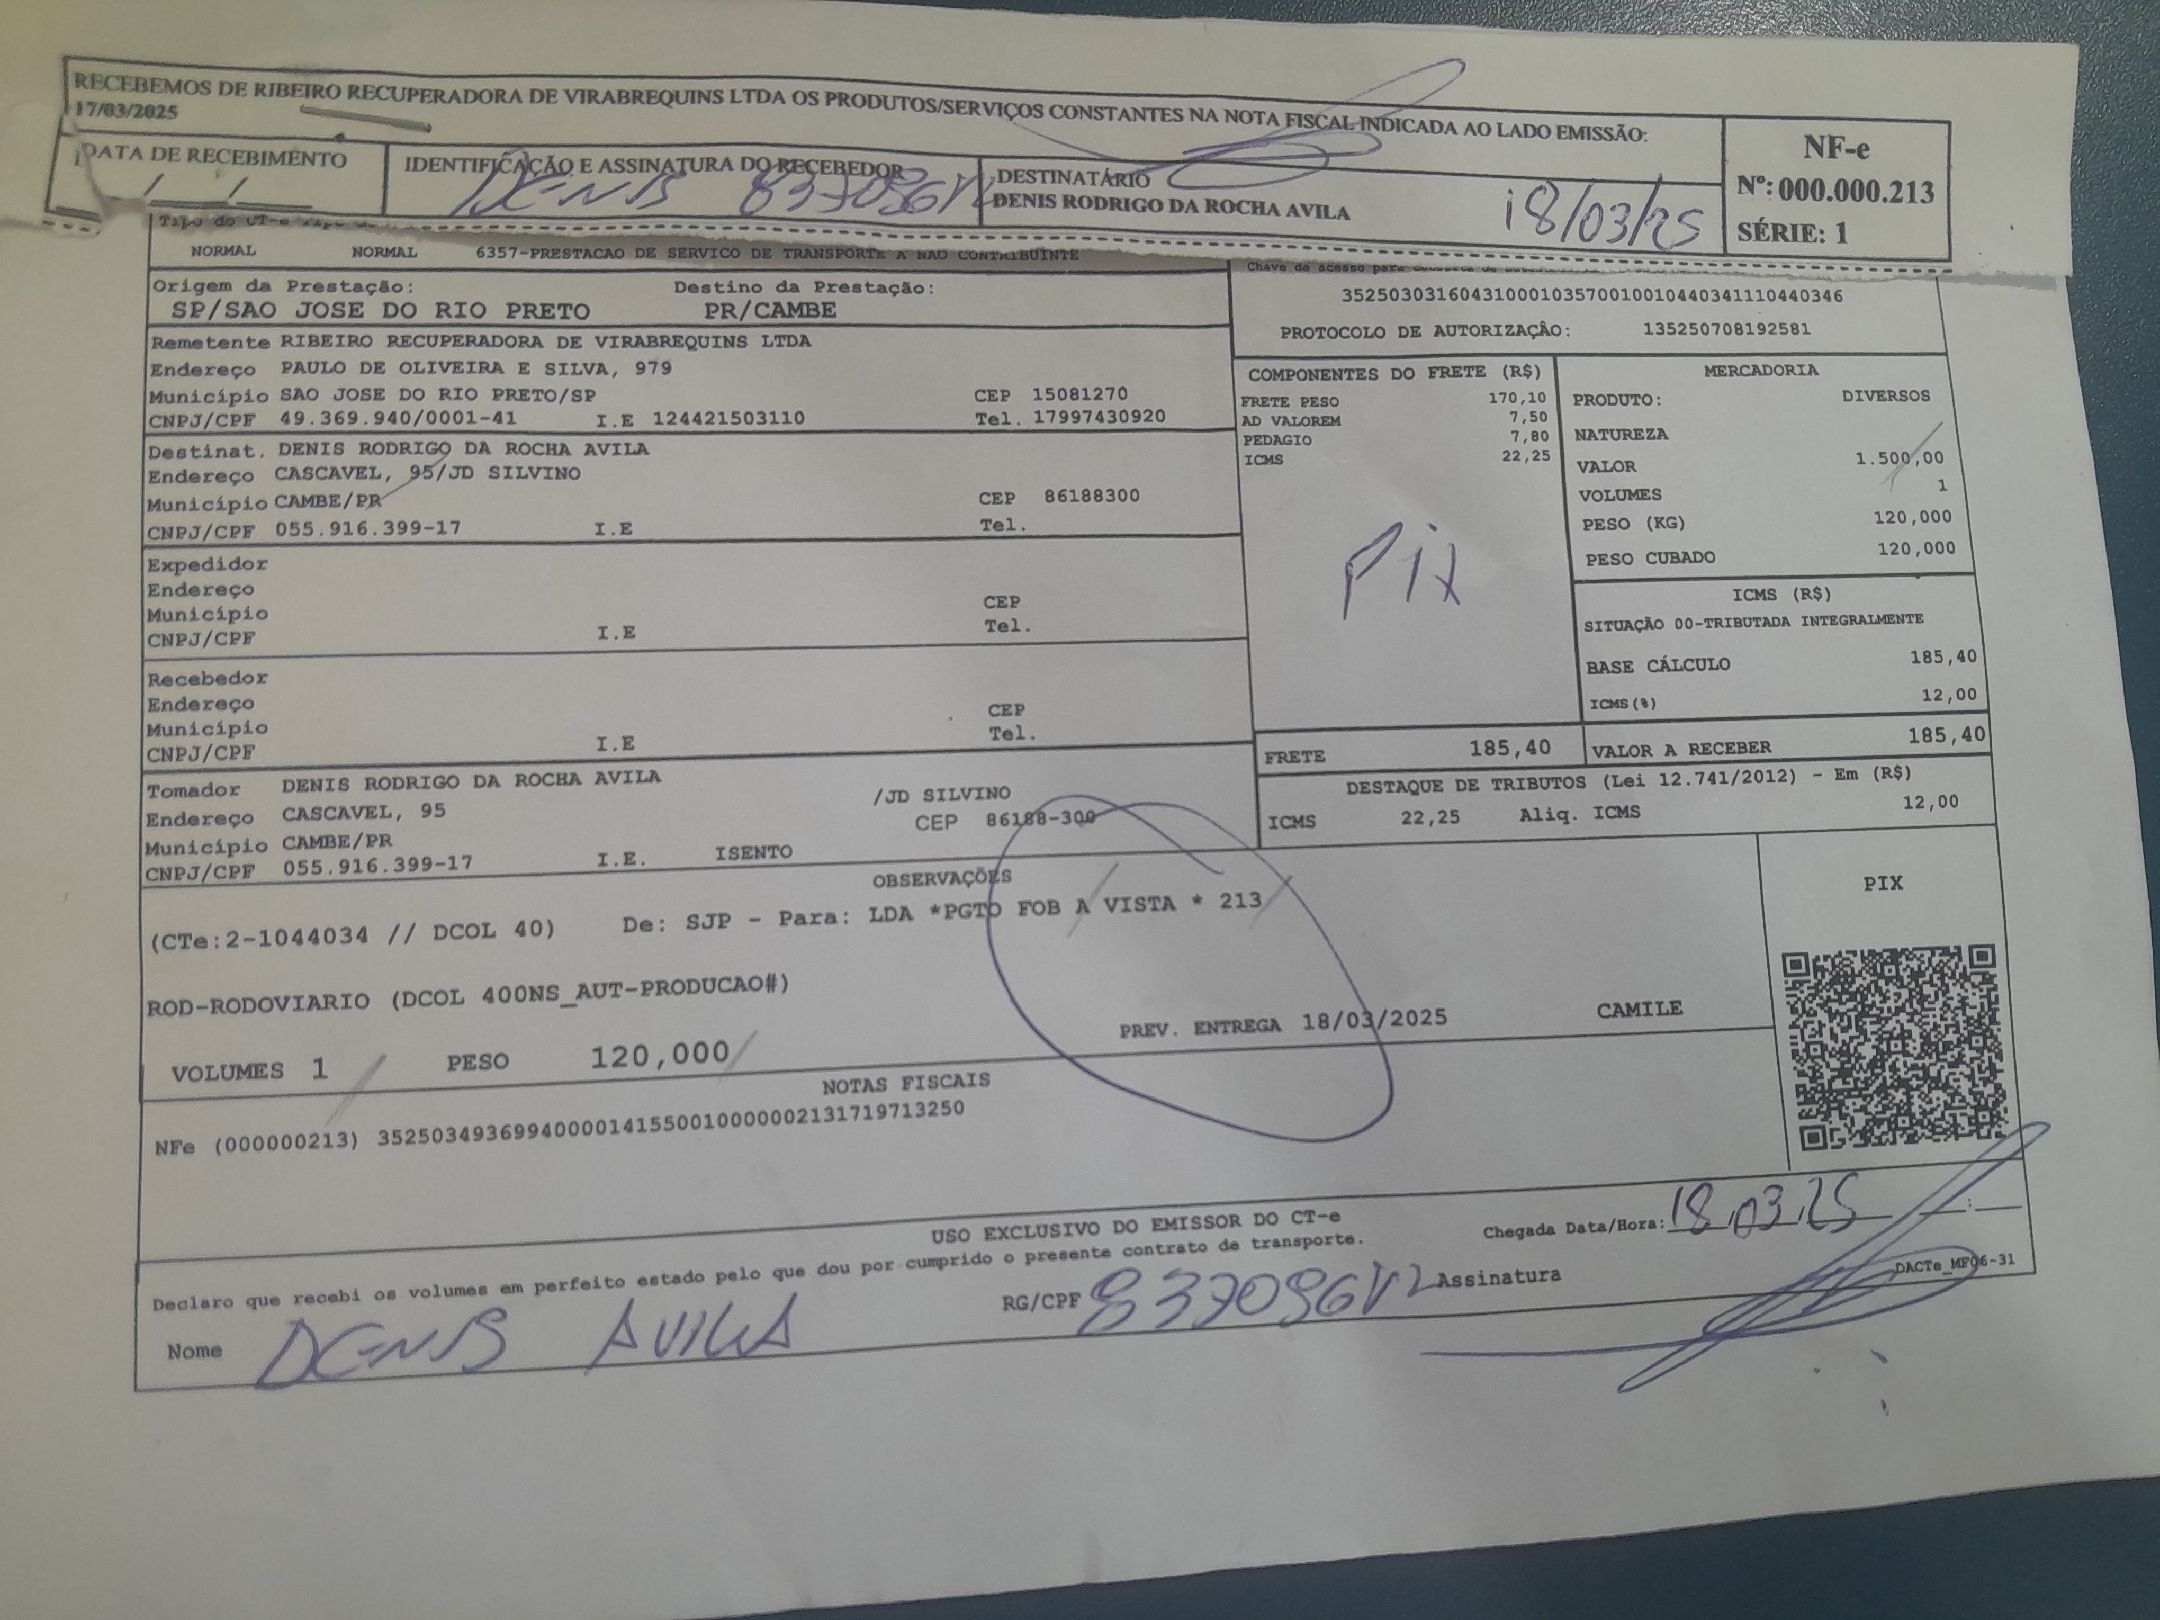 RECEBEMOS DE RIBEIRO RECUPERADORA DE VIRABREQUINS LTDA OS PRODUTOS/SERVIÇOS CONSTANTES NA NOTA FISCAL INDICADA AO LADO EMISSÃO:
17/03/2025
NF-e
Nº: 000.000.213
SÉRIE: 1
DATA DE RECEBIMENTO
IDENTIFICAÇÃO E ASSINATURA DO RECEBEDOR
DENIS
DESTINATÁRIO
DENIS RODRIGO DA ROCHA AVILA
18/03/25
Tipo do CT-e
NORMAL NORMAL 6357-PRESTACAO DE SERVICO DE TRANSPORTE A NAO CONTRIBUINTE
Chave de acesso para
35250303160431000103570010010440341110440346
PROTOCOLO DE AUTORIZAÇÃO: 135250708192581
Origem da Prestação: Destino da Prestação:
SP/SAO JOSE DO RIO PRETO PR/CAMBE
Remetente RIBEIRO RECUPERADORA DE VIRABREQUINS LTDA
Endereço PAULO DE OLIVEIRA E SILVA, 979
Município SAO JOSE DO RIO PRETO/SP CEP 15081270
CNPJ/CPF 49.369.940/0001-41 I.E 124421503110 Tel. 17997430920
Destinat. DENIS RODRIGO DA ROCHA AVILA
Endereço CASCAVEL, 95/JD SILVINO
Município CAMBE/PR CEP 86188300
CNPJ/CPF 055.916.399-17 I.E Tel.
Expedidor
Endereço
Município CEP
CNPJ/CPF I.E Tel.
Recebedor
Endereço
Município CEP
CNPJ/CPF I.E Tel.
Tomador DENIS RODRIGO DA ROCHA AVILA
Endereço CASCAVEL, 95 /JD SILVINO
Município CAMBE/PR CEP 86188-300
CNPJ/CPF 055.916.399-17 I.E. ISENTO
COMPONENTES DO FRETE (R$)
FRETE PESO 170,10
AD VALOREM 7,50
PEDAGIO 7,80
ICMS 22,25
Pix
MERCADORIA
PRODUTO: DIVERSOS
NATUREZA
VALOR 1.500,00
VOLUMES 1
PESO (KG) 120,000
PESO CUBADO 120,000
ICMS (R$)
SITUAÇÃO 00-TRIBUTADA INTEGRALMENTE
BASE CÁLCULO 185,40
ICMS(%) 12,00
FRETE 185,40 VALOR A RECEBER 185,40
DESTAQUE DE TRIBUTOS (Lei 12.741/2012) - Em (R$)
ICMS 22,25 Aliq. ICMS 12,00
OBSERVAÇÕES
(CTe:2-1044034 // DCOL 40) De: SJP - Para: LDA *PGTO FOB A VISTA * 213
ROD-RODOVIARIO (DCOL 400NS_AUT-PRODUCAO#)
PREV. ENTREGA 18/03/2025 CAMILE
VOLUMES 1 PESO 120,000
PIX
NOTAS FISCAIS
NFe (000000213) 35250349369940000141550010000002131719713250
USO EXCLUSIVO DO EMISSOR DO CT-e
Declaro que recebi os volumes em perfeito estado pelo que dou por cumprido o presente contrato de transporte.
Chegada Data/Hora: 18.03.25 __:__
Nome DENIS AVILA RG/CPF Assinatura
DACTe_MF06-31